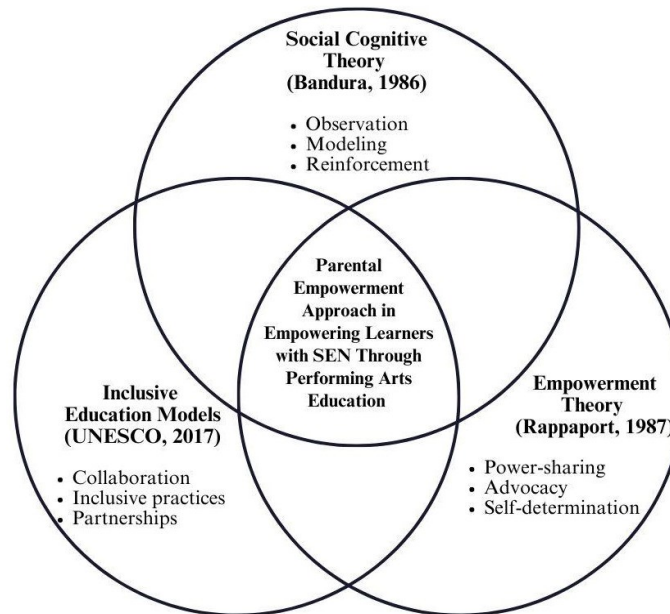 Social Cognitive
Theory
(Bandura, 1986)
• Observation
• Modeling
• Reinforcement
Parental
Empowerment
Approach in
Empowering Learners
with SEN Through
Performing Arts
Education
Inclusive
Education Models
(UNESCO, 2017)
• Collaboration
• Inclusive practices
• Partnerships
Empowerment
Theory
(Rappaport, 1987)
• Power-sharing
• Advocacy
• Self-determination